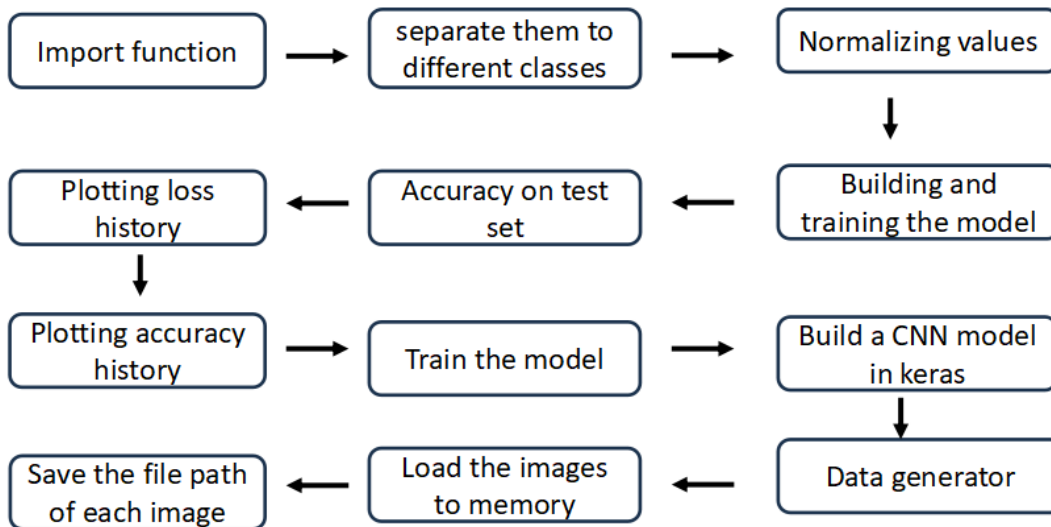 Import function
separate them to
different classes
Normalizing values
Building and
training the model
Accuracy on test
set
Plotting loss
history
Plotting accuracy
history
Train the model
Build a CNN model
in keras
Data generator
Load the images
to memory
Save the file path
of each image